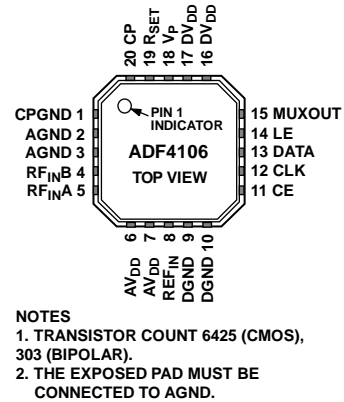 20 CP
19 RSET
18 VP
17 DVDD
16 DVDD
CPGND 1
AGND 2
AGND 3
RFINB 4
RFINA 5
PIN 1
INDICATOR
ADF4106
TOP VIEW
15 MUXOUT
14 LE
13 DATA
12 CLK
11 CE
AVDD 6
AVDD 7
REFIN 8
DGND 9
DGND 10
NOTES
1. TRANSISTOR COUNT 6425 (CMOS),
303 (BIPOLAR).
2. THE EXPOSED PAD MUST BE
CONNECTED TO AGND.